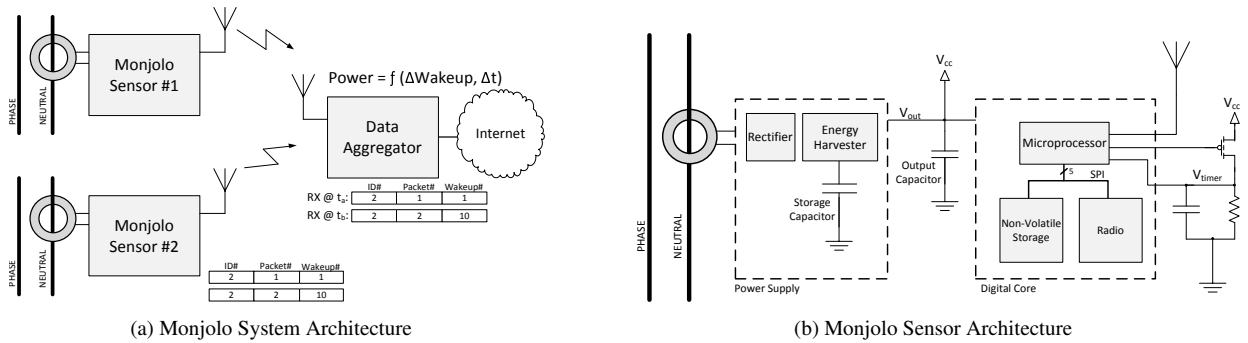 PHASE
NEUTRAL
Monjolo
Sensor #1
Power = ƒ (ΔWakeup, Δt)
Data
Aggregator
Internet
ID# Packet# Wakeup#
RX @ ta: 2 1 1
RX @ tb: 2 2 10
PHASE
NEUTRAL
Monjolo
Sensor #2
ID# Packet# Wakeup#
2 1 1
2 2 10
(a) Monjolo System Architecture
PHASE
NEUTRAL
Rectifier
Energy
Harvester
Storage
Capacitor
Power Supply
Vout
Vcc
Output
Capacitor
Microprocessor
5
SPI
Non-Volatile
Storage
Radio
Digital Core
Vcc
Vtimer
(b) Monjolo Sensor Architecture